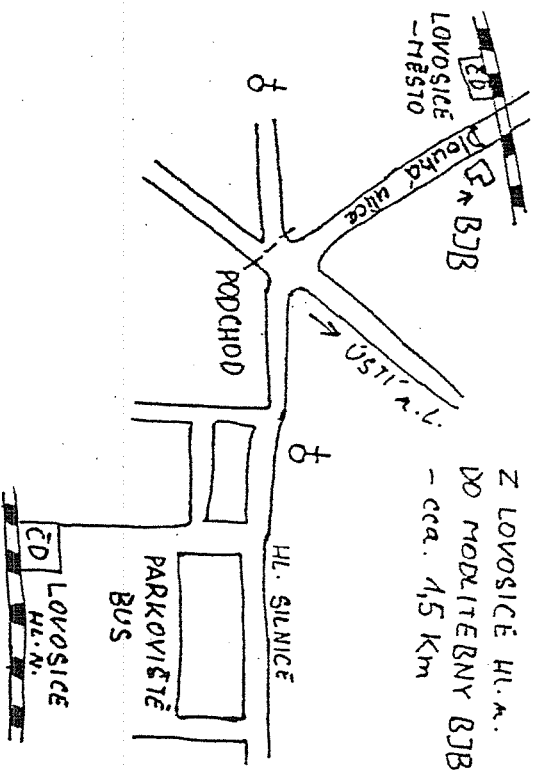 Z LOVOSICE HL.n.
DO MODLITEBNY BJB
- cca. 1,5 Km
LOVOSICE
-MĚSTO
ČD
BJB
Dlouhá ulice
PODCHOD
ÚSTÍ n.L.
HL. SILNICE
PARKOVIŠTĚ
BUS
ČD
LOVOSICE
HL.N.